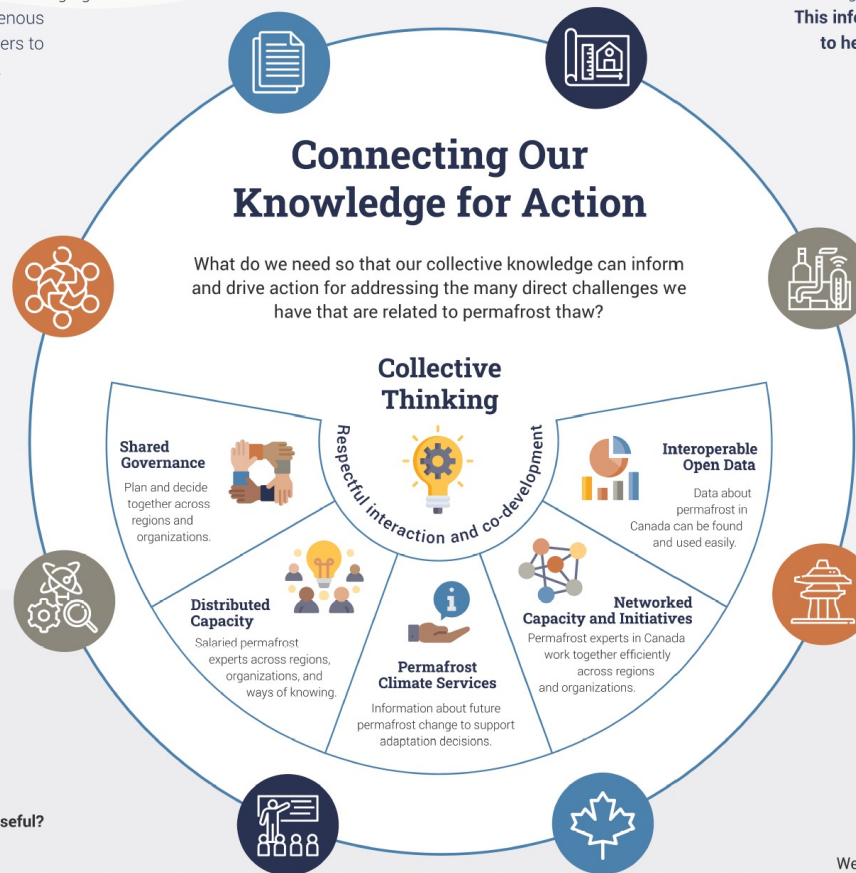 ers to
This info
to he
Connecting Our
Knowledge for Action
What do we need so that our collective knowledge can inform
and drive action for addressing the many direct challenges we
have that are related to permafrost thaw?
Collective
Thinking
Respectful interaction and co-development
Shared
Governance
Plan and decide
together across
regions and
organizations.
Distributed
Capacity
Salaried permafrost
experts across regions,
organizations, and
ways of knowing.
Permafrost
Climate Services
Information about future
permafrost change to support
adaptation decisions.
Networked
Capacity and Initiatives
Permafrost experts in Canada
work together efficiently
across regions
and organizations.
Interoperable
Open Data
Data about
permafrost in
Canada can be found
and used easily.
seful?
We